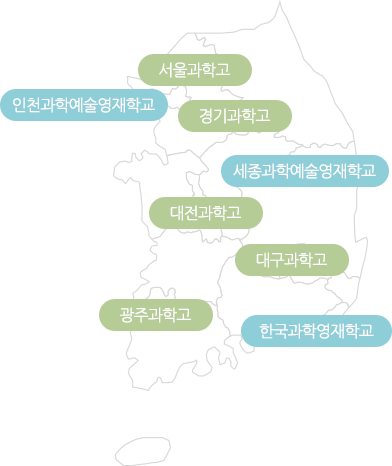 서울과학고
인천과학예술영재학교
경기과학고
세종과학예술영재학교
대전과학고
대구과학고
광주과학고
한국과학영재학교